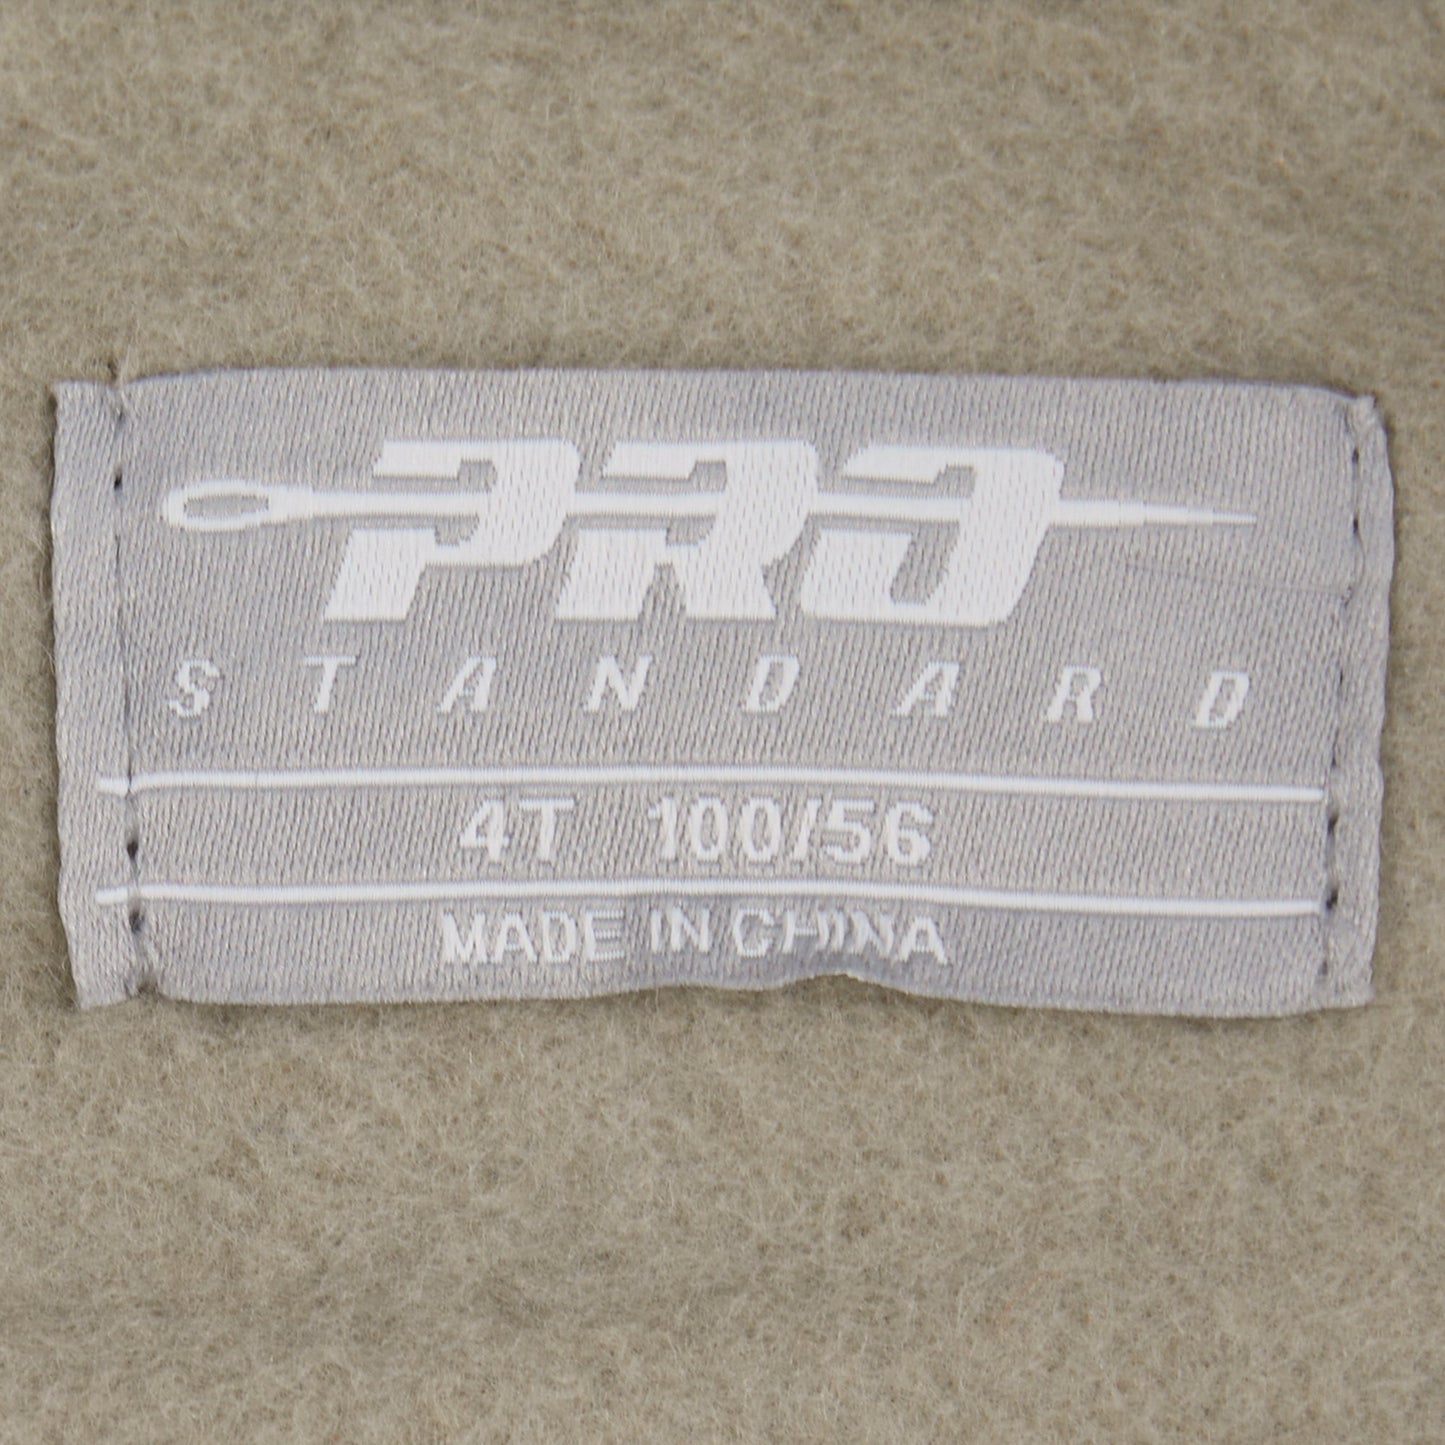 PRO
STANDARD
4T 100/56
MADE IN CHINA